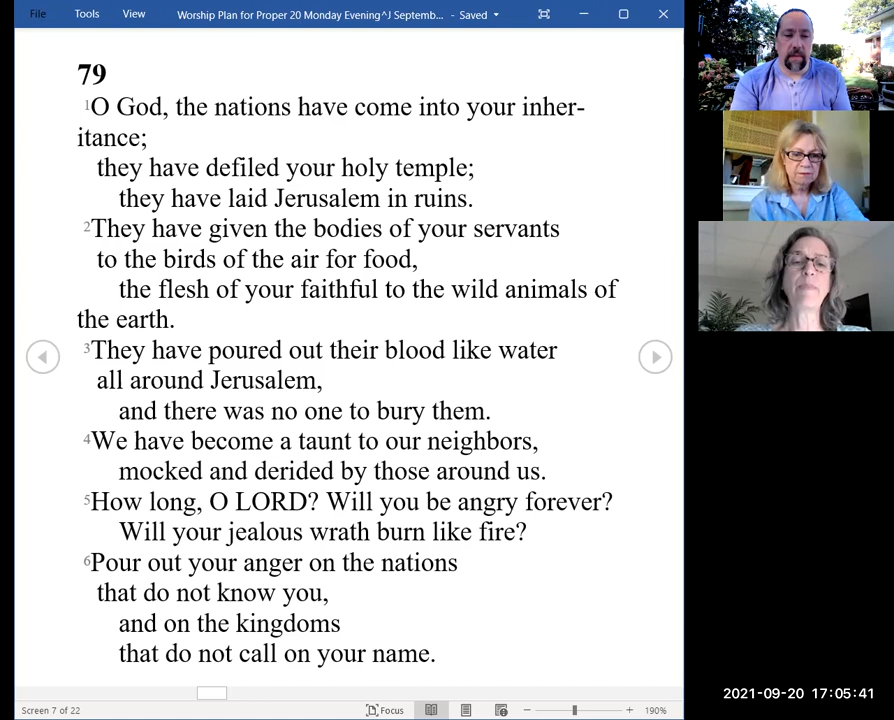 File Tools View Worship Plan for Proper 20 Monday Evening^J Septemb... - Saved
79
1O God, the nations have come into your inher-
itance;
they have defiled your holy temple;
they have laid Jerusalem in ruins.
2They have given the bodies of your servants
to the birds of the air for food,
the flesh of your faithful to the wild animals of
the earth.
3They have poured out their blood like water
all around Jerusalem,
and there was no one to bury them.
4We have become a taunt to our neighbors,
mocked and derided by those around us.
5How long, O LORD? Will you be angry forever?
Will your jealous wrath burn like fire?
6Pour out your anger on the nations
that do not know you,
and on the kingdoms
that do not call on your name.
Screen 7 of 22 Focus 190%
2021-09-20 17:05:41